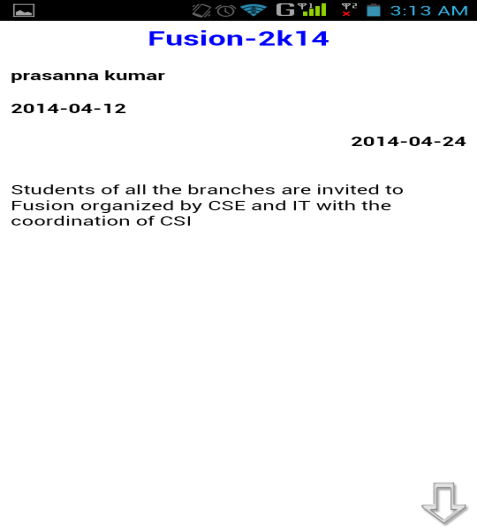 G 3:13 AM
Fusion-2k14
prasanna kumar
2014-04-12
2014-04-24
Students of all the branches are invited to
Fusion organized by CSE and IT with the
coordination of CSI